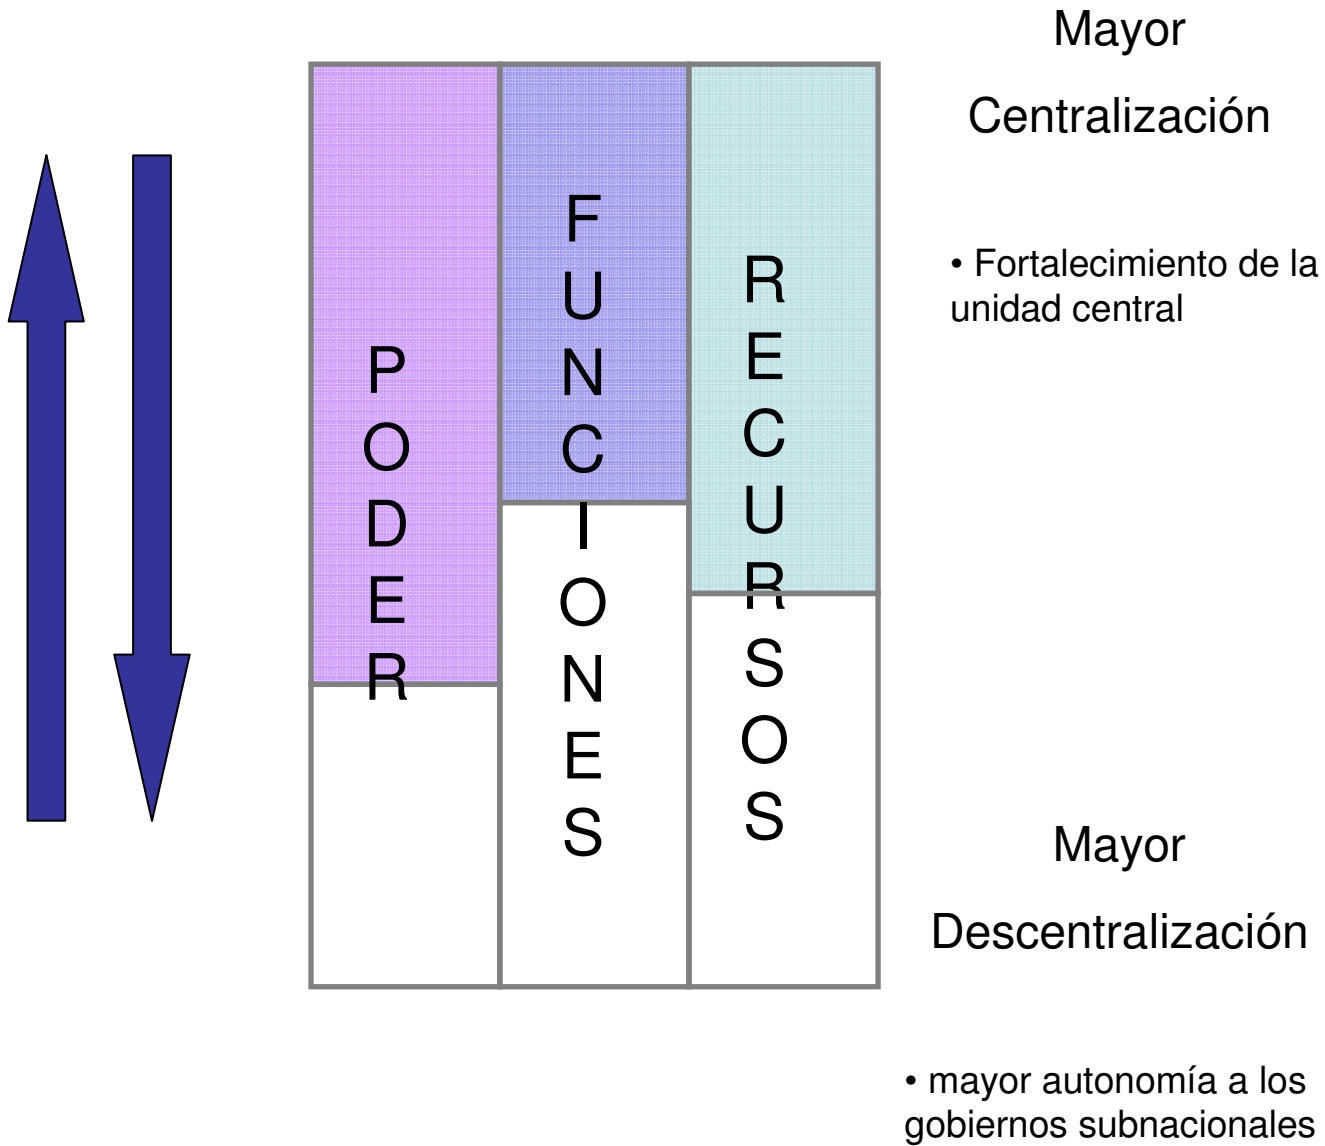 Mayor
Centralización
• Fortalecimiento de la
unidad central
PODER
FUNCIONES
RECURSOS
Mayor
Descentralización
• mayor autonomía a los
gobiernos subnacionales